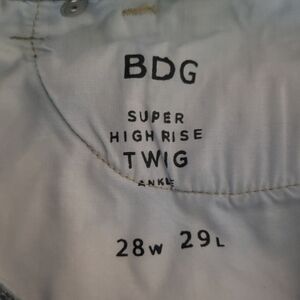 BDG
SUPER
HIGH RISE
TWIG
ANKLE
28W 29L